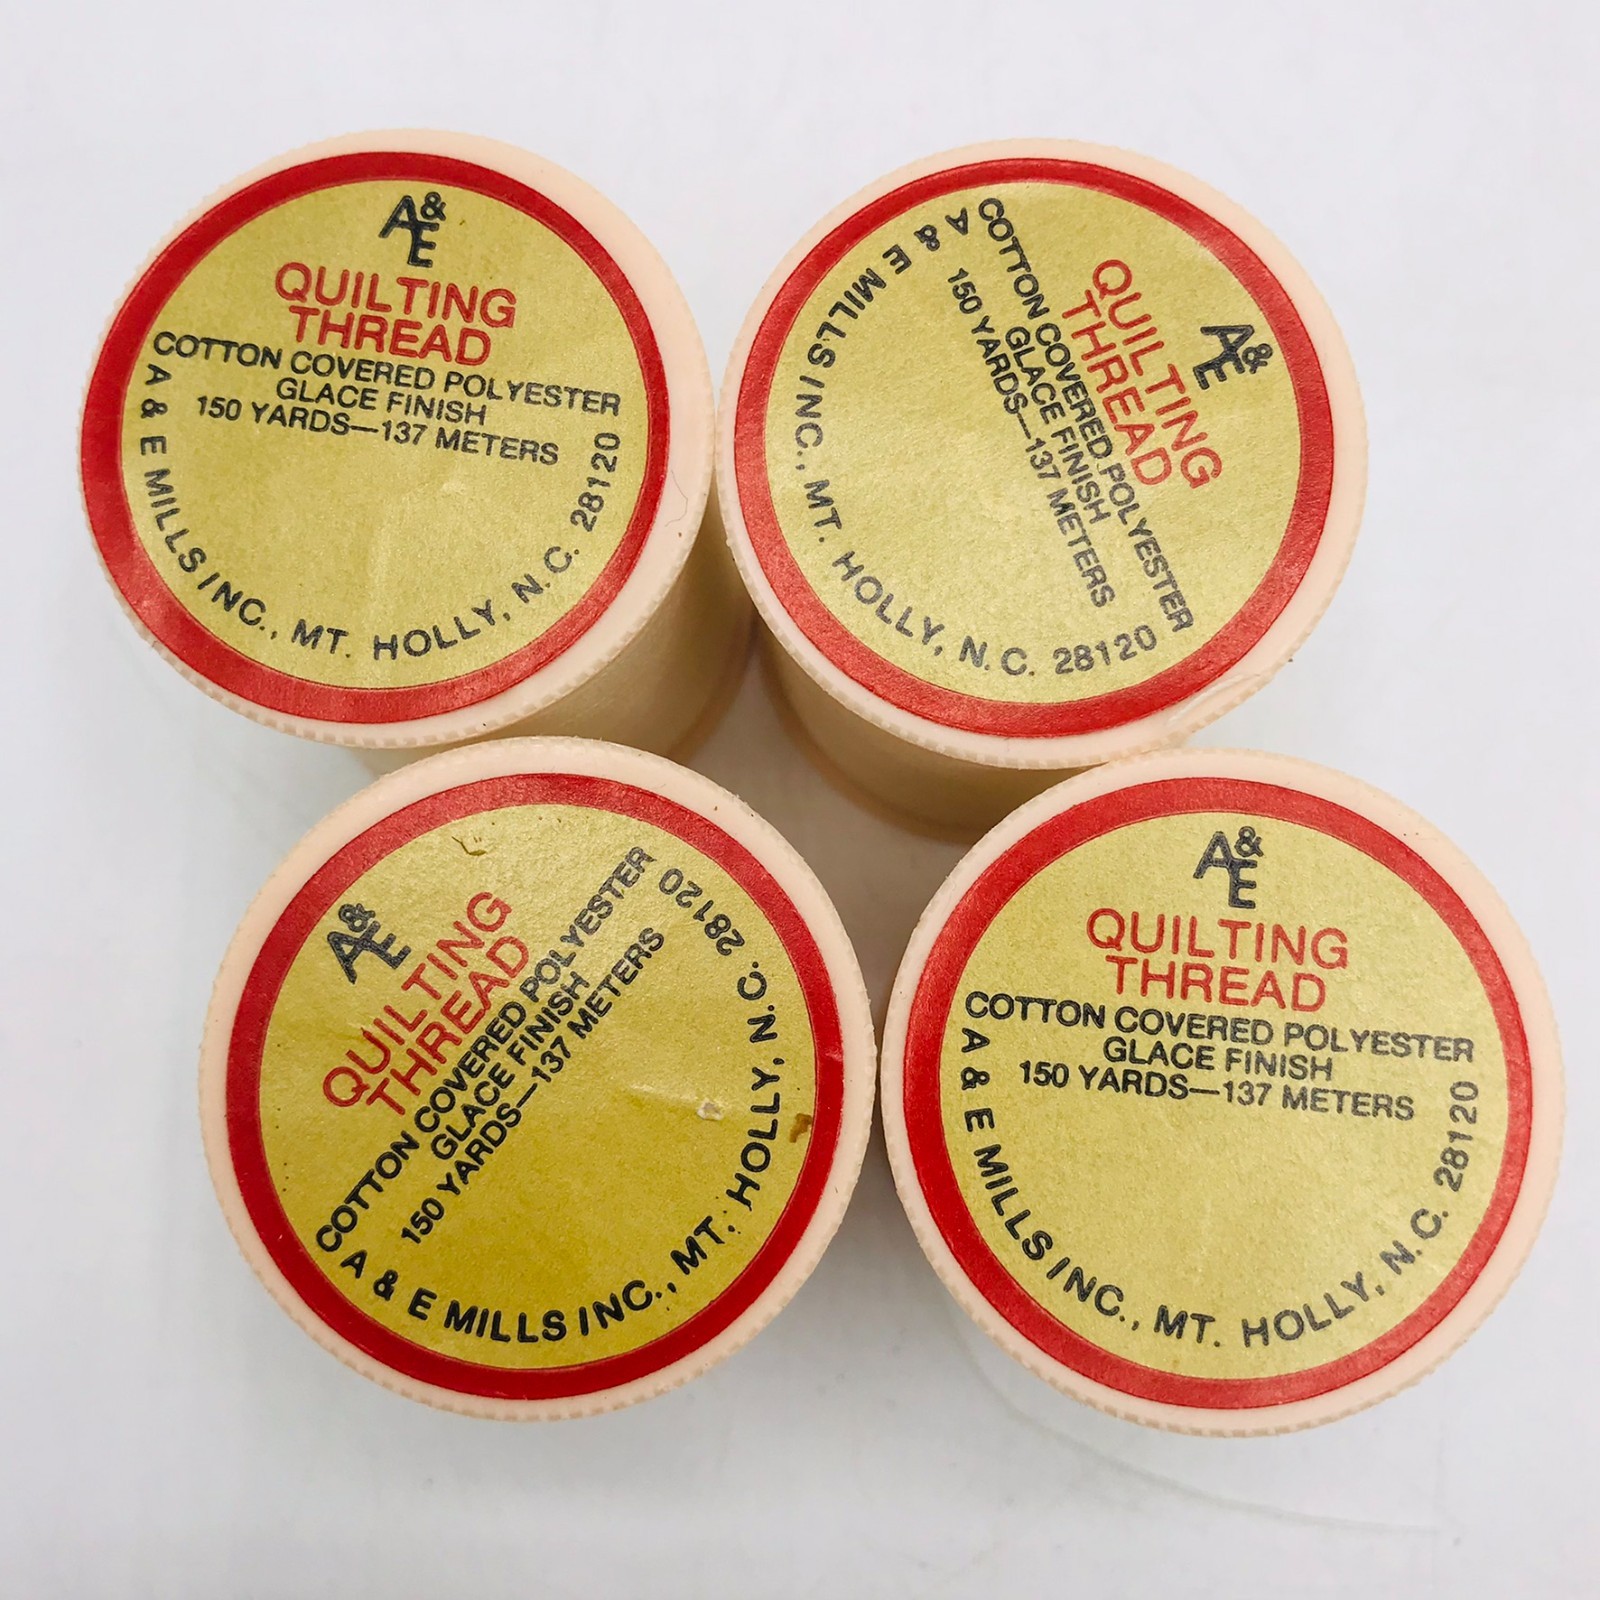 A&E
QUILTING
THREAD
COTTON COVERED POLYESTER
GLACE FINISH
150 YARDS—137 METERS
A & E MILLS INC., MT. HOLLY, N.C. 28120
A&E
QUILTING
THREAD
COTTON COVERED POLYESTER
GLACE FINISH
150 YARDS—137 METERS
A & E MILLS INC., MT. HOLLY, N.C. 28120
A&E
QUILTING
THREAD
COTTON COVERED POLYESTER
GLACE FINISH
150 YARDS—137 METERS
A & E MILLS INC., MT. HOLLY, N.C. 28120
A&E
QUILTING
THREAD
COTTON COVERED POLYESTER
GLACE FINISH
150 YARDS—137 METERS
A & E MILLS INC., MT. HOLLY, N.C. 28120